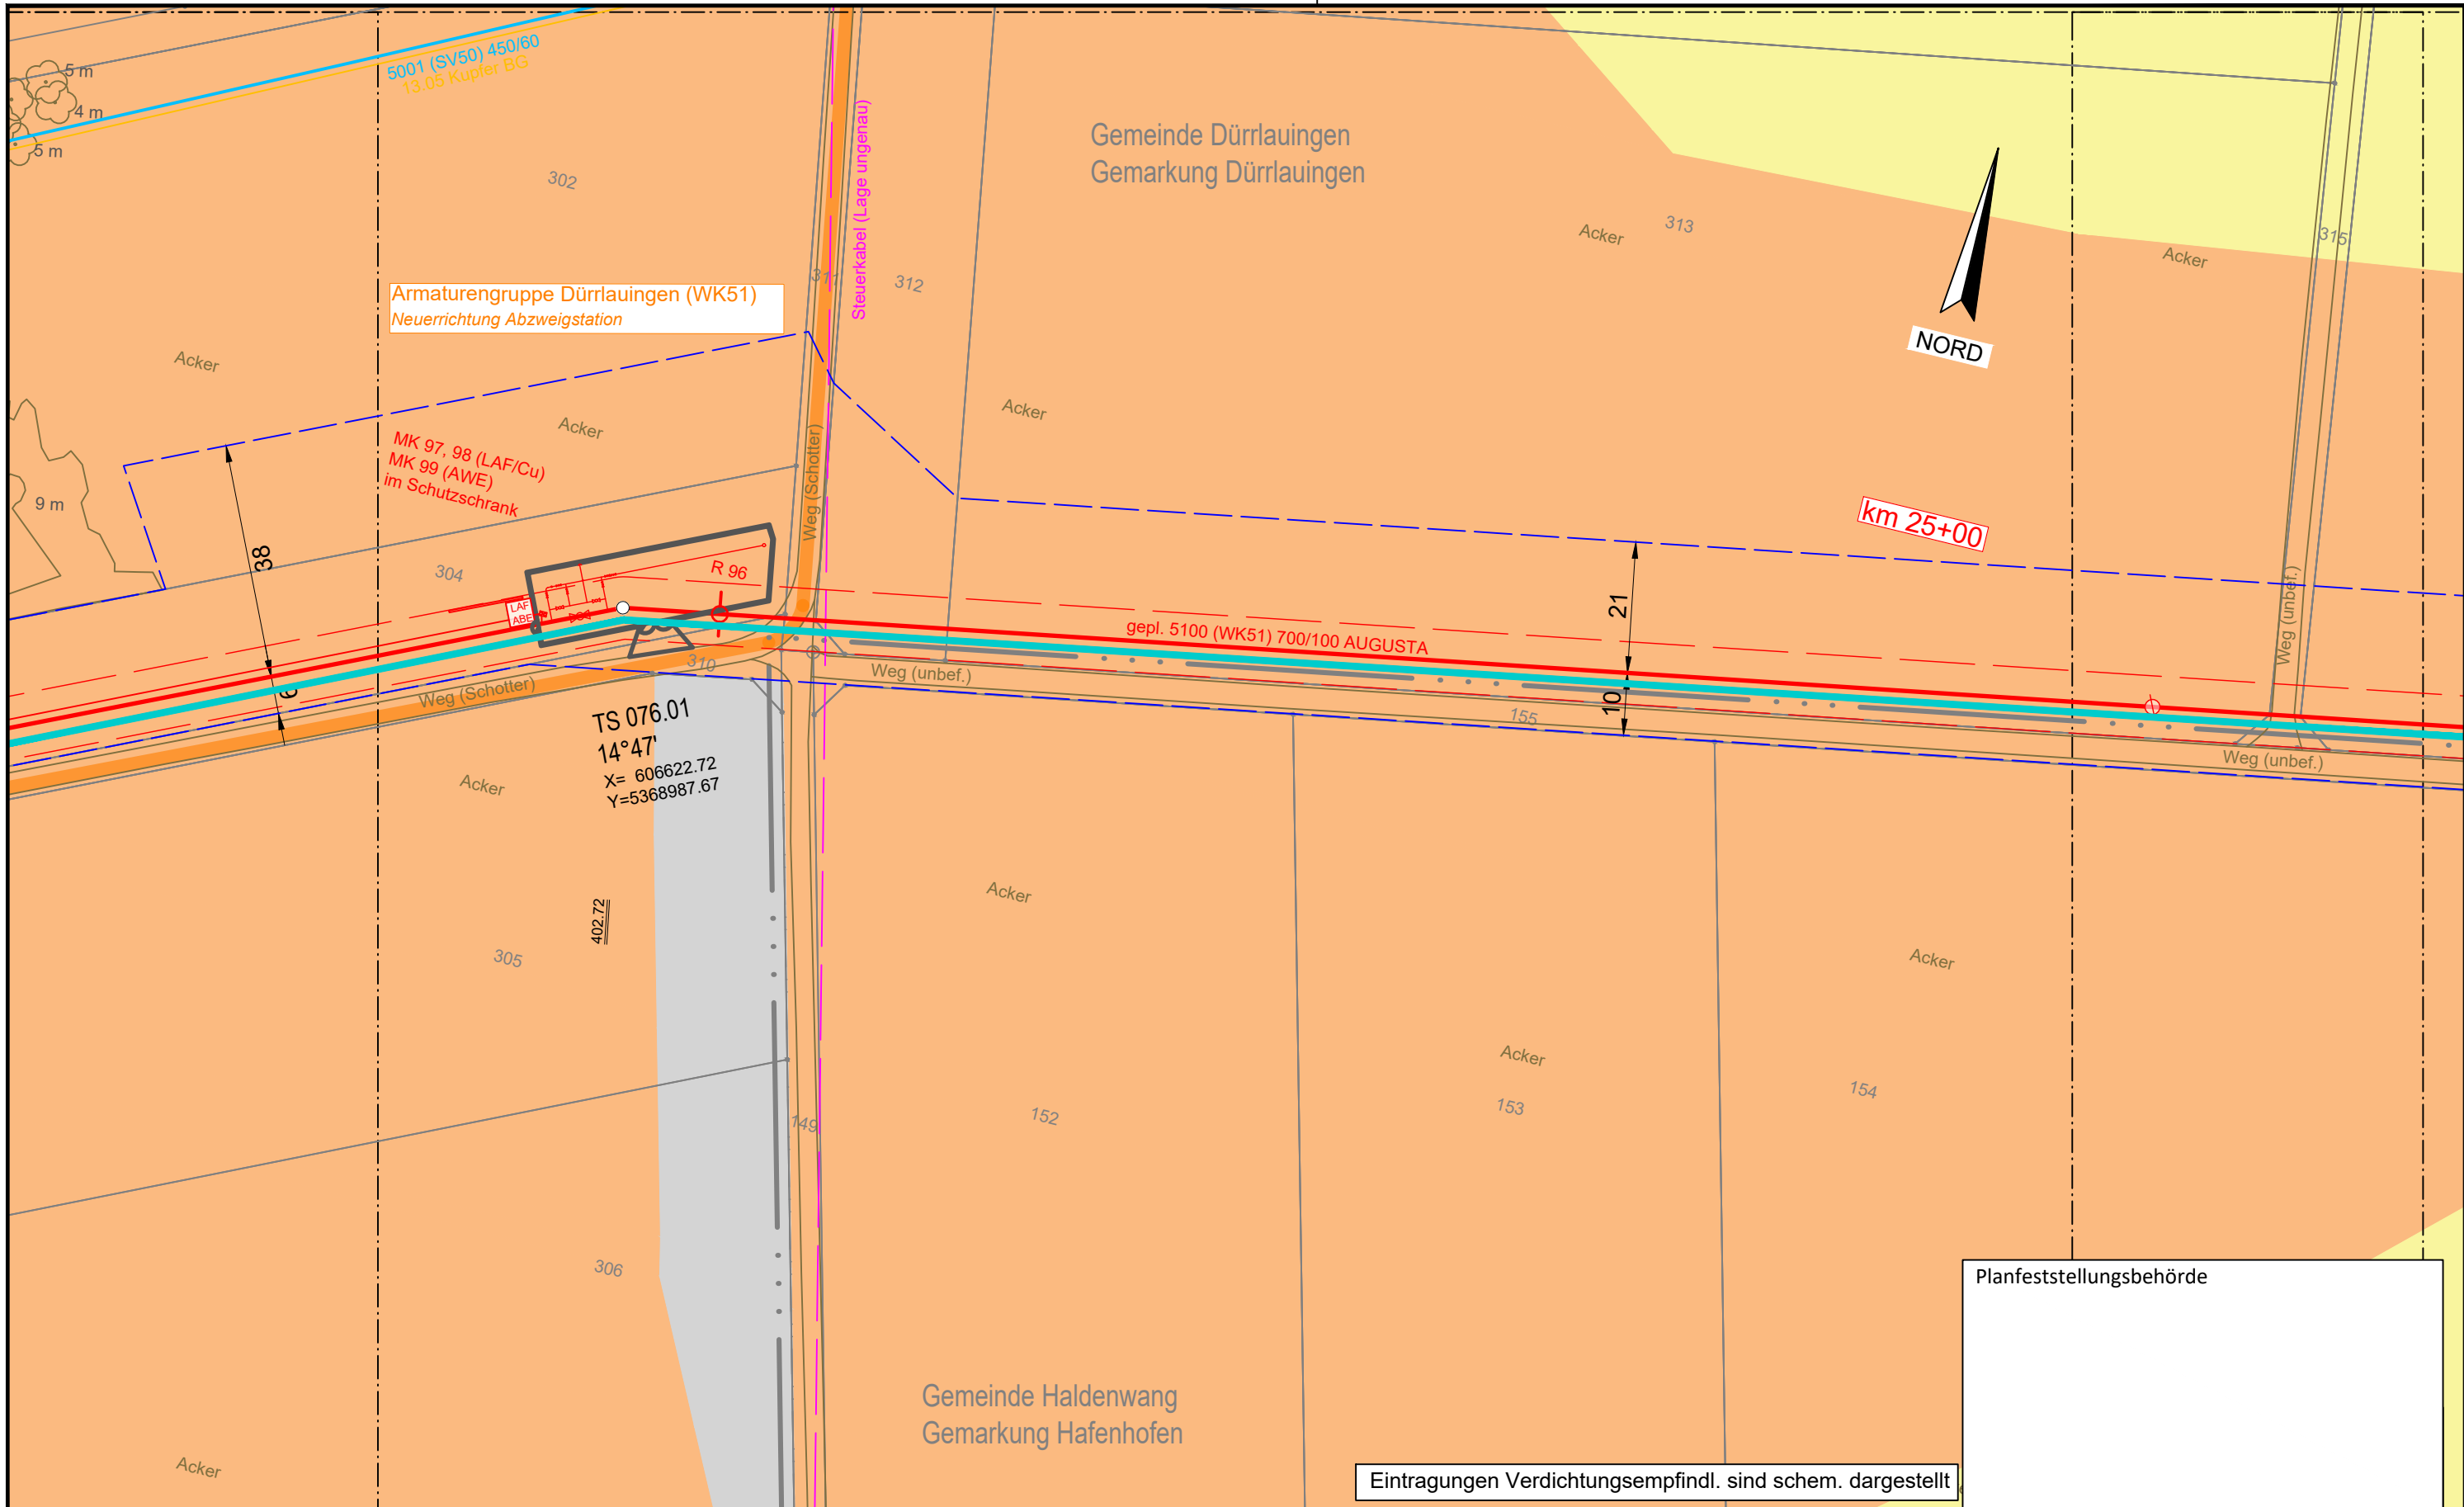 5001 (SV50) 450/60
13.05 Kupfer BG
5 m
4 m
5 m
302
Gemeinde Dürrlauingen
Gemarkung Dürrlauingen
Steuerkabel (Lage ungenau)
311
312
313
Acker
Acker
315
NORD
Armaturengruppe Dürrlauingen (WK51)
Neuerrichtung Abzweigstation
Acker
Acker
Acker
MK 97, 98 (LAF/Cu)
MK 99 (AWE)
im Schutzschrank
Weg (Schotter)
9 m
38
304
R 96
LAF
ABE
km 25+00
21
Weg (unbef.)
gepl. 5100 (WK51) 700/100 AUGUSTA
310
Weg (unbef.)
6
Weg (Schotter)
10
155
Weg (unbef.)
TS 076.01
14°47'
X= 606622.72
Y=5368987.67
Acker
402.72
Acker
305
Acker
Acker
149
152
153
154
306
Planfeststellungsbehörde
Gemeinde Haldenwang
Gemarkung Hafenhofen
Acker
Eintragungen Verdichtungsempfindl. sind schem. dargestellt